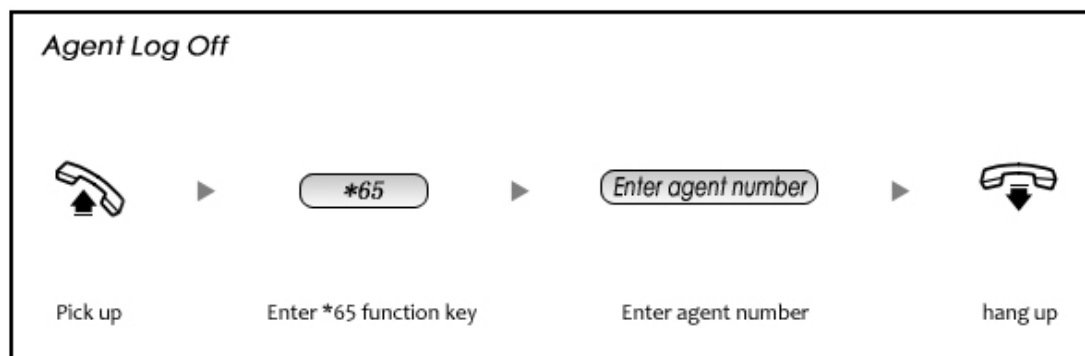 Agent Log Off
*65
Enter agent number
Pick up
Enter *65 function key
Enter agent number
hang up